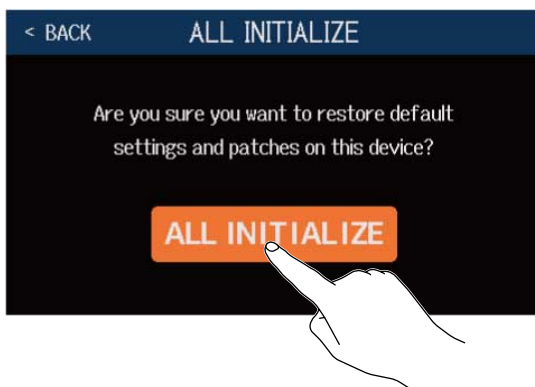 < BACK
ALL INITIALIZE
Are you sure you want to restore default
settings and patches on this device?
ALL INITIALIZE